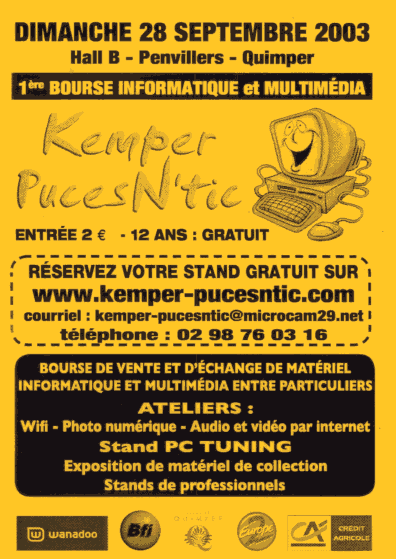 DIMANCHE 28 SEPTEMBRE 2003
Hall B - Penvillers - Quimper
1ère BOURSE INFORMATIQUE et MULTIMÉDIA
Kemper
PucesN'tic
ENTRÉE 2 € - 12 ANS : GRATUIT
RÉSERVEZ VOTRE STAND GRATUIT SUR
www.kemper-pucesntic.com
courriel : kemper-pucesntic@microcam29.net
téléphone : 02 98 76 03 16
BOURSE DE VENTE ET D'ÉCHANGE DE MATÉRIEL
INFORMATIQUE ET MULTIMÉDIA ENTRE PARTICULIERS
ATELIERS :
Wifi - Photo numérique - Audio et vidéo par internet
Stand PC TUNING
Exposition de matériel de collection
Stands de professionnels
wanadoo
Bfi
QUIMPER
Europe
CA
CREDIT
AGRICOLE